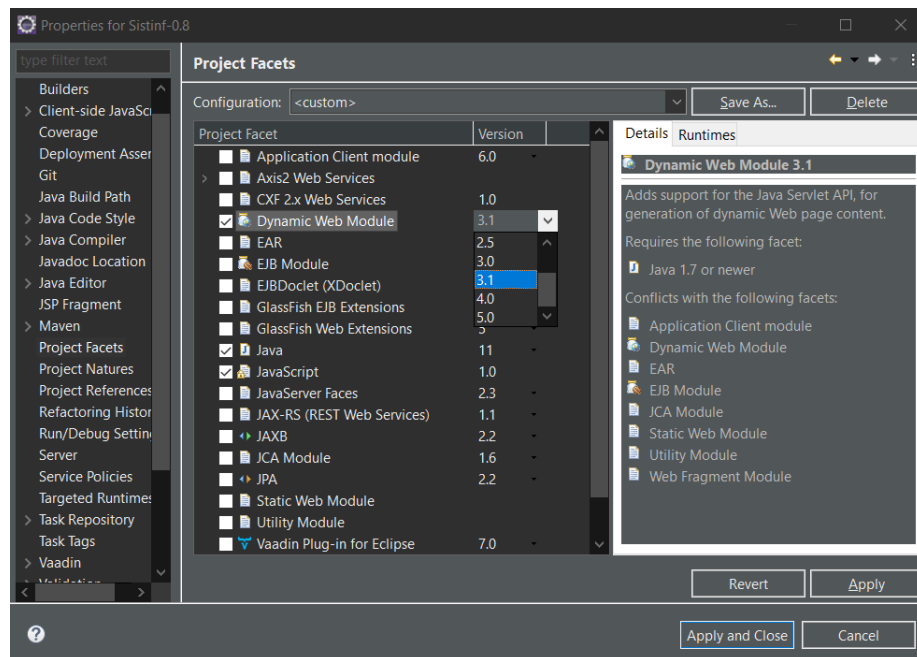 Properties for Sistinf-0.8
type filter text
Builders
Client-side JavaScr
Coverage
Deployment Asser
Git
Java Build Path
Java Code Style
Java Compiler
Javadoc Location
Java Editor
JSP Fragment
Maven
Project Facets
Project Natures
Project References
Refactoring Histor
Run/Debug Setting
Server
Service Policies
Targeted Runtimes
Task Repository
Task Tags
Vaadin
Validation
Project Facets
Configuration: <custom> Save As... Delete
Project Facet Version
Application Client module 6.0
Axis2 Web Services
CXF 2.x Web Services 1.0
Dynamic Web Module 3.1
EAR
EJB Module
EJBDoclet (XDoclet)
GlassFish EJB Extensions
GlassFish Web Extensions
Java 11
JavaScript 1.0
JavaServer Faces 2.3
JAX-RS (REST Web Services) 1.1
JAXB 2.2
JCA Module 1.6
JPA 2.2
Static Web Module
Utility Module
Vaadin Plug-in for Eclipse 7.0
2.5
3.0
3.1
4.0
5.0
Details Runtimes
Dynamic Web Module 3.1
Adds support for the Java Servlet API, for
generation of dynamic Web page content.
Requires the following facet:
Java 1.7 or newer
Conflicts with the following facets:
Application Client module
Dynamic Web Module
EAR
EJB Module
JCA Module
Static Web Module
Utility Module
Web Fragment Module
Revert Apply
? Apply and Close Cancel